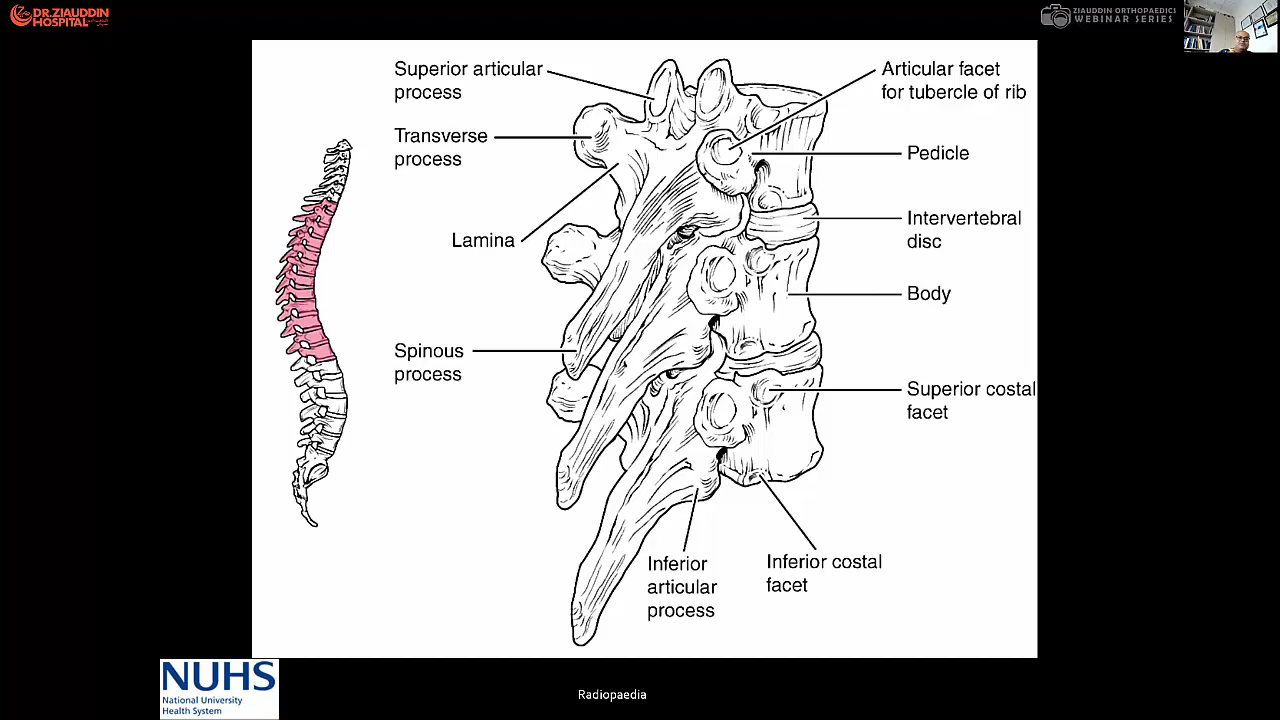 DR.ZIAUDDIN
HOSPITAL
ZIAUDDIN ORTHOPAEDICS
WEBINAR SERIES
Superior articular
process
Transverse
process
Lamina
Spinous
process
Articular facet
for tubercle of rib
Pedicle
Intervertebral
disc
Body
Superior costal
facet
Inferior
articular
process
Inferior costal
facet
NUHS
National University
Health System
Radiopaedia